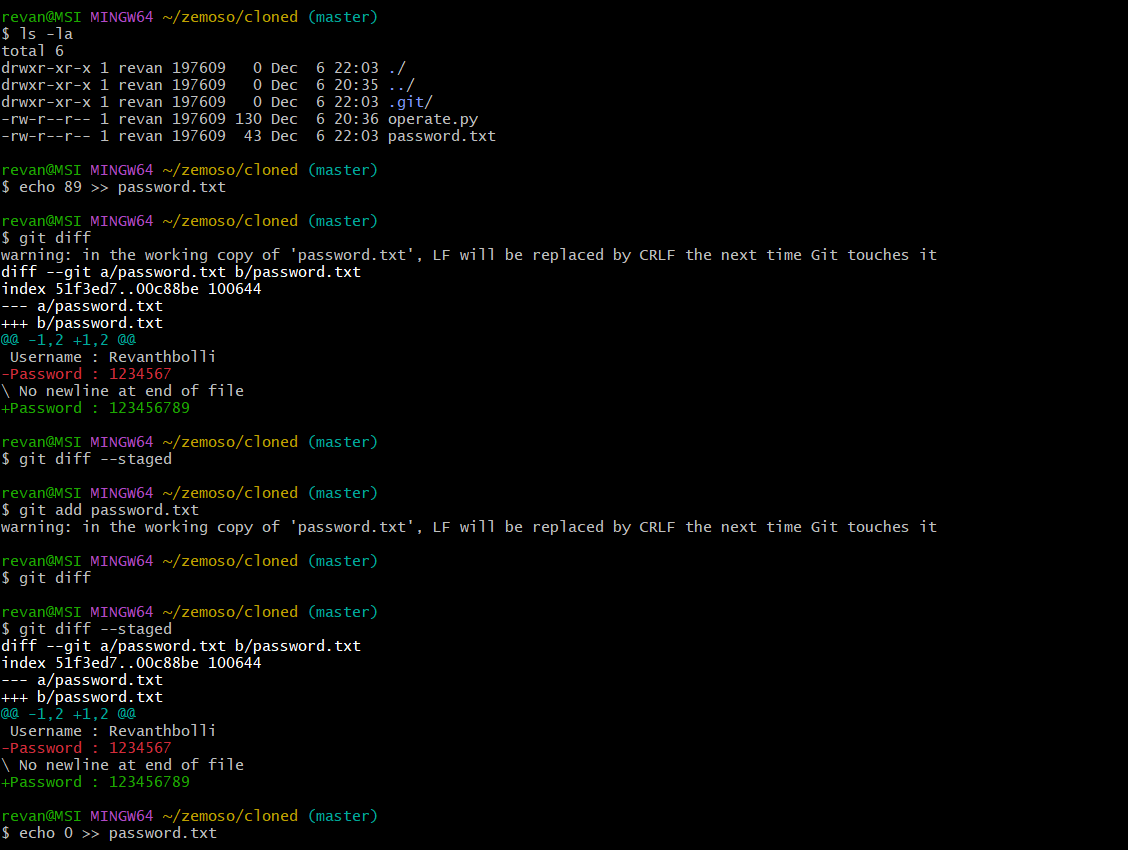 revan@MSI MINGW64 ~/zemoso/cloned (master)
$ ls -la
total 6
drwxr-xr-x 1 revan 197609   0 Dec  6 22:03 ./
drwxr-xr-x 1 revan 197609   0 Dec  6 20:35 ../
drwxr-xr-x 1 revan 197609   0 Dec  6 22:03 .git/
-rw-r--r-- 1 revan 197609 130 Dec  6 20:36 operate.py
-rw-r--r-- 1 revan 197609  43 Dec  6 22:03 password.txt
revan@MSI MINGW64 ~/zemoso/cloned (master)
$ echo 89 >> password.txt
revan@MSI MINGW64 ~/zemoso/cloned (master)
$ git diff
warning: in the working copy of 'password.txt', LF will be replaced by CRLF the next time Git touches it
diff --git a/password.txt b/password.txt
index 51f3ed7..00c88be 100644
--- a/password.txt
+++ b/password.txt
@@ -1,2 +1,2 @@
 Username : Revanthbolli
-Password : 1234567
\ No newline at end of file
+Password : 123456789
revan@MSI MINGW64 ~/zemoso/cloned (master)
$ git diff --staged
revan@MSI MINGW64 ~/zemoso/cloned (master)
$ git add password.txt
warning: in the working copy of 'password.txt', LF will be replaced by CRLF the next time Git touches it
revan@MSI MINGW64 ~/zemoso/cloned (master)
$ git diff
revan@MSI MINGW64 ~/zemoso/cloned (master)
$ git diff --staged
diff --git a/password.txt b/password.txt
index 51f3ed7..00c88be 100644
--- a/password.txt
+++ b/password.txt
@@ -1,2 +1,2 @@
 Username : Revanthbolli
-Password : 1234567
\ No newline at end of file
+Password : 123456789
revan@MSI MINGW64 ~/zemoso/cloned (master)
$ echo 0 >> password.txt